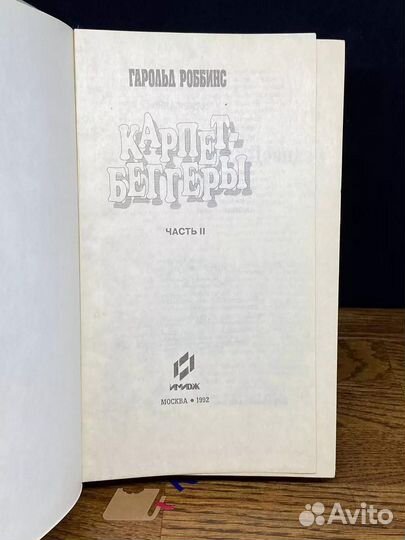 ГАРОЛЬД РОББИНС
КАРПЕТ-
БЕГГЕРЫ
ЧАСТЬ II
ИМИДЖ
МОСКВА • 1992
Avito